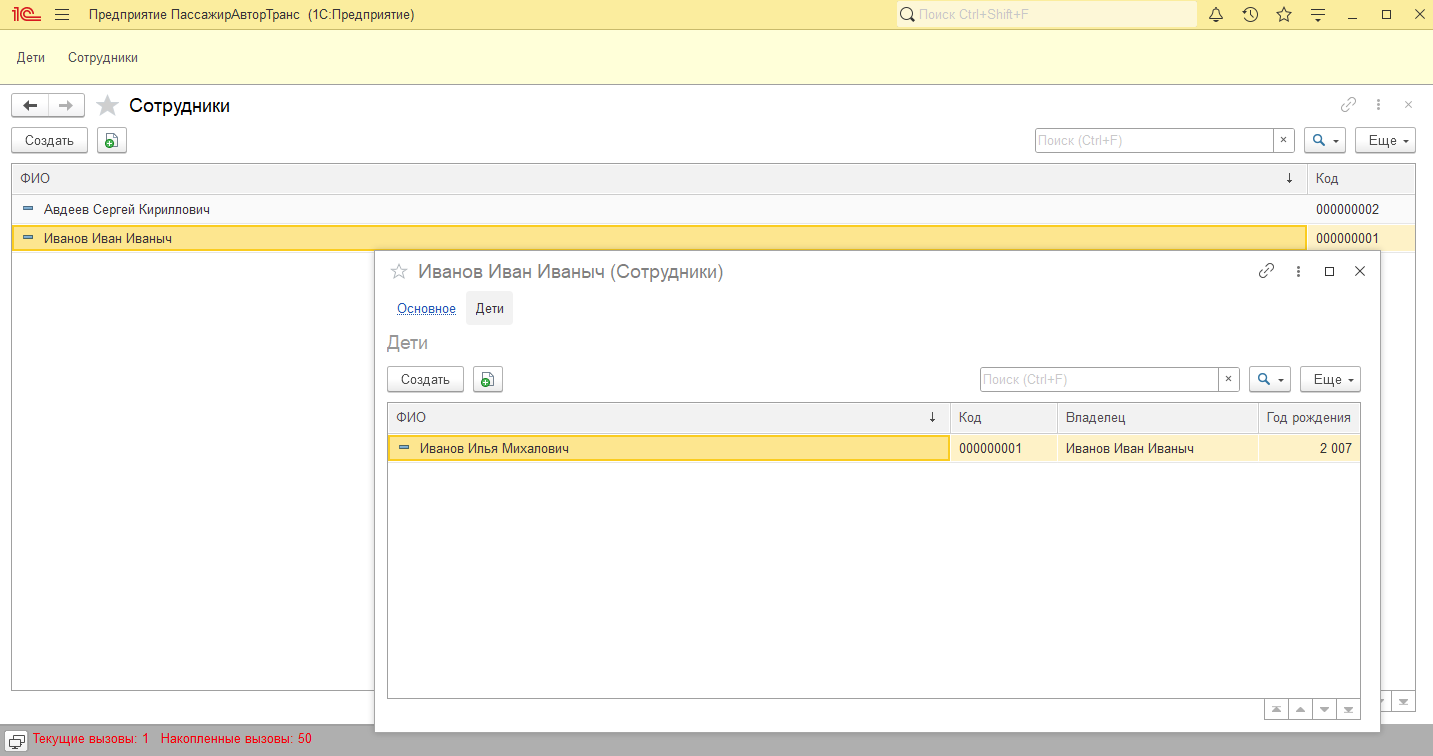 1С Предприятие ПассажирАвторТранс (1С:Предприятие) Поиск Ctrl+Shift+F
Дети Сотрудники
Сотрудники
Создать Поиск (Ctrl+F) × Еще
ФИО ↓ Код
Авдеев Сергей Кириллович 000000002
Иванов Иван Иваныч 000000001
Иванов Иван Иваныч (Сотрудники)
Основное Дети
Дети
Создать Поиск (Ctrl+F) × Еще
ФИО ↓ Код Владелец Год рождения
Иванов Илья Михалович 000000001 Иванов Иван Иваныч 2 007
Текущие вызовы: 1 Накопленные вызовы: 50